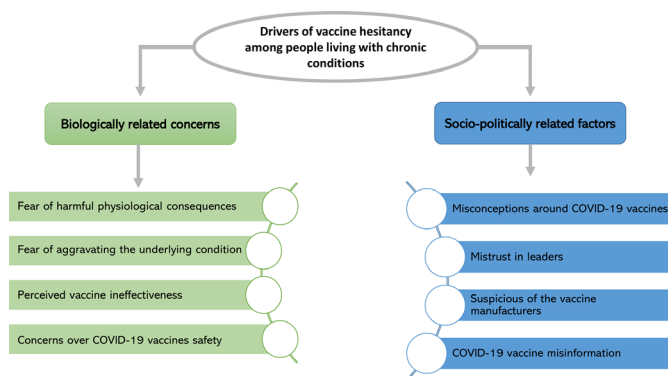 Drivers of vaccine hesitancy
among people living with chronic
conditions
Biologically related concerns
Socio-politically related factors
Fear of harmful physiological consequences
Fear of aggravating the underlying condition
Perceived vaccine ineffectiveness
Concerns over COVID-19 vaccines safety
Misconceptions around COVID-19 vaccines
Mistrust in leaders
Suspicious of the vaccine
manufacturers
COVID-19 vaccine misinformation